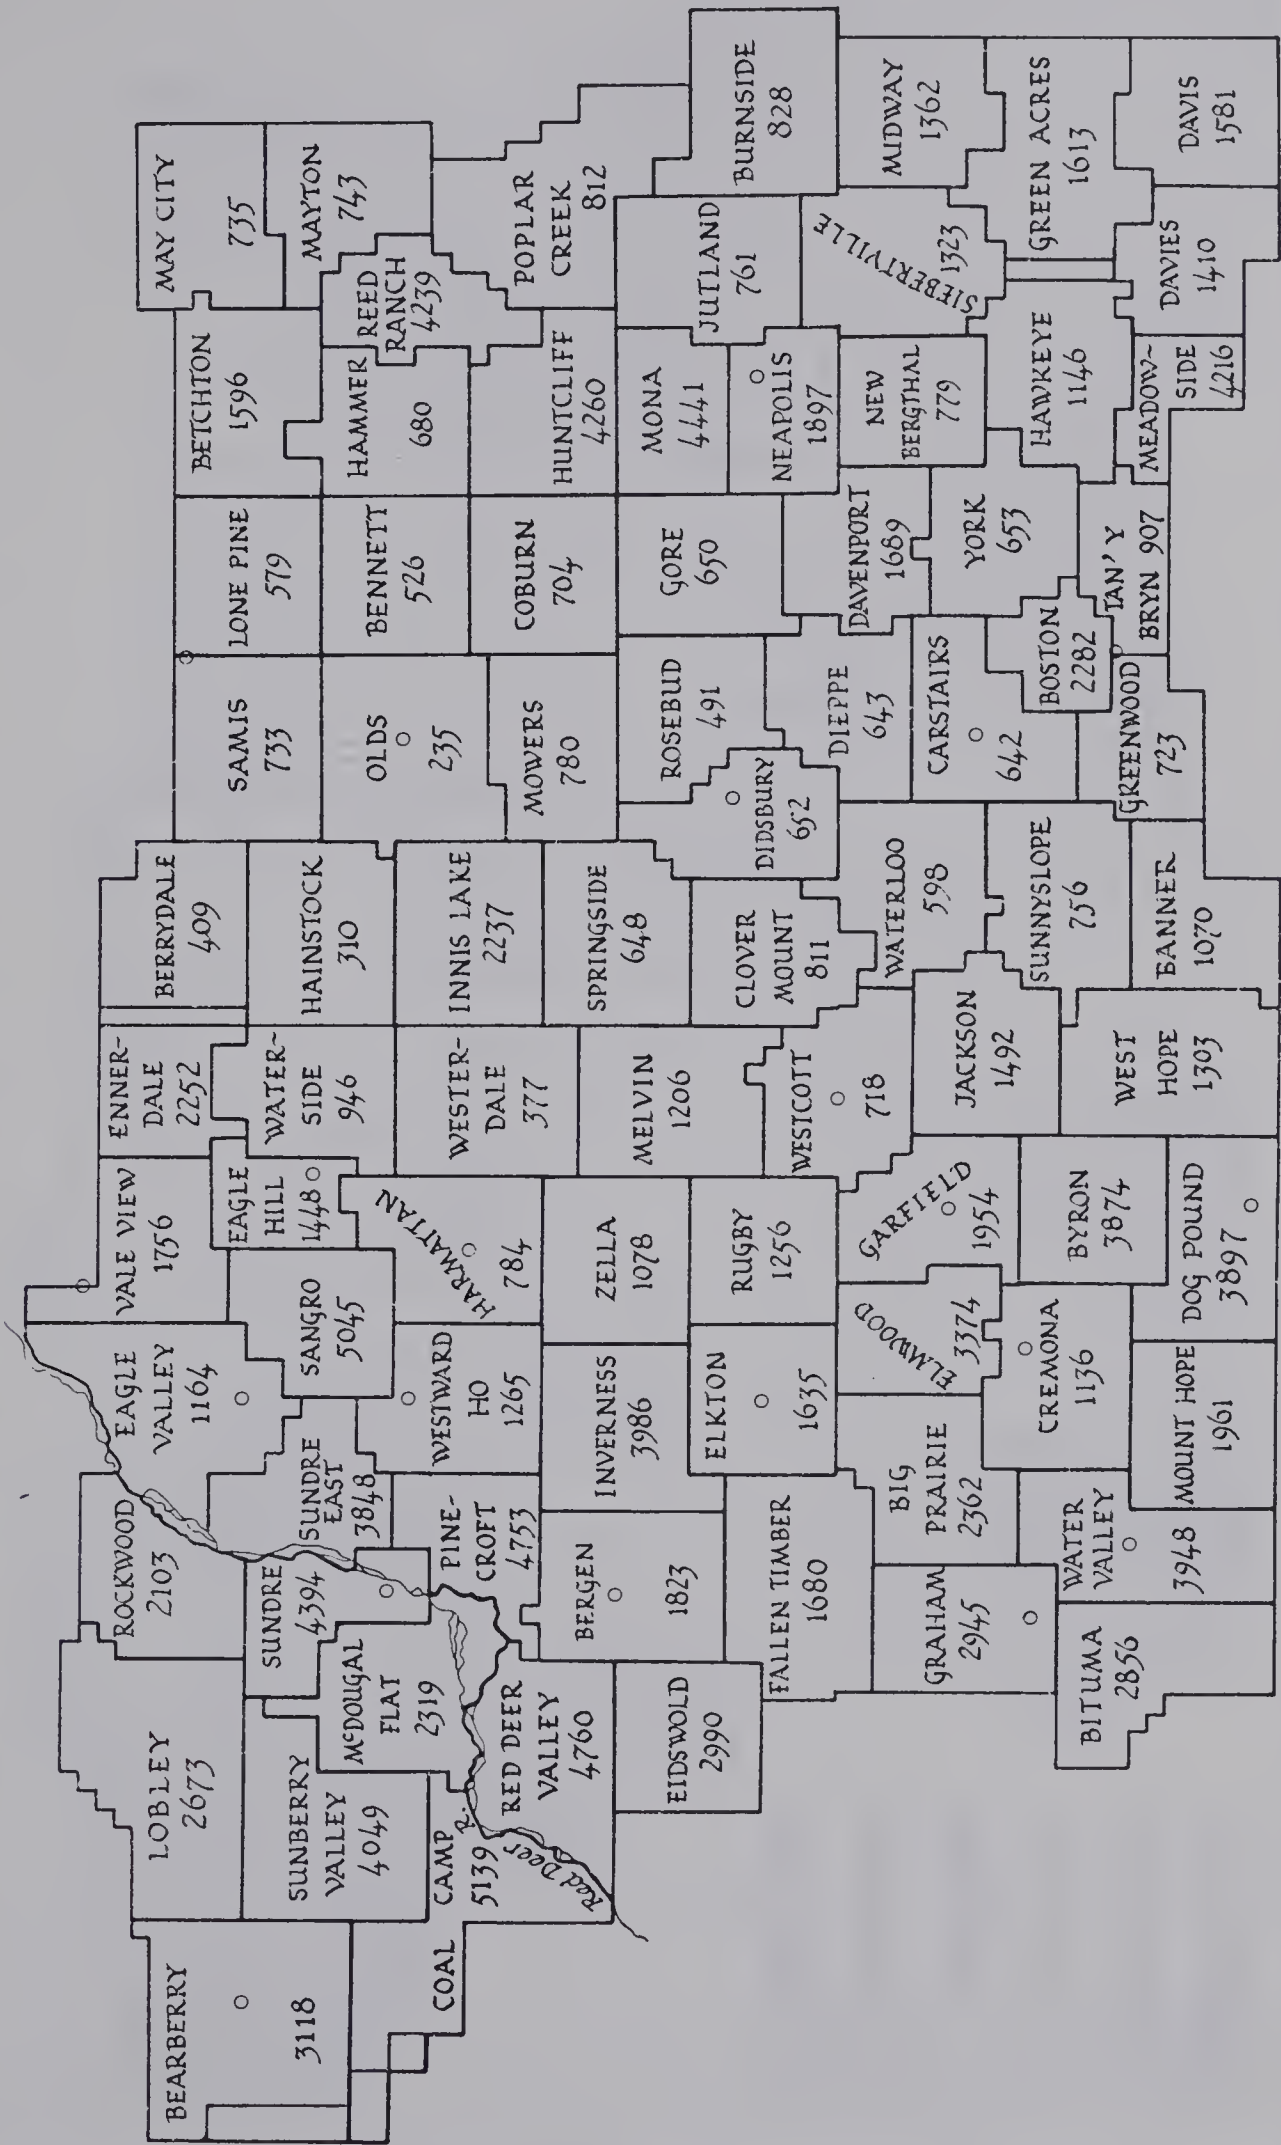 BEARBERRY
3118
LOBLEY
2673
SUNBERRY
VALLEY
4049
COAL
CAMP
5139
Red Deer
R.
ROCKWOOD
2103
SUNDRE
4394
McDOUGAL
FLAT
2319
RED DEER
VALLEY
4760
EIDSWOLD
2990
EAGLE
VALLEY
1164
SUNDRE
EAST
3848
PINE-
CROFT
4753
BERGEN
1823
FALLEN TIMBER
1680
GRAHAM
2945
BITUMA
2856
VALE VIEW
1756
SANGRO
5045
WESTWARD
HO
1265
INVERNESS
3986
ELKTON
1635
BIG
PRAIRIE
2362
WATER
VALLEY
3948
ENNER-
DALE
2252
EAGLE
HILL
1448
HARMATTAN
784
ZELLA
1078
RUGBY
1256
ELMWOOD
3374
CREMONA
1136
MOUNT HOPE
1961
WATER-
SIDE
946
WESTER-
DALE
377
MELVIN
1206
WESTCOTT
718
GARFIELD
1954
BYRON
3874
DOG POUND
3897
BERRYDALE
409
HAINSTOCK
310
INNIS LAKE
2237
SPRINGSIDE
648
CLOVER
MOUNT
811
JACKSON
1492
WEST
HOPE
1303
SAMIS
733
OLDS
235
MOWERS
780
DIDSBURY
652
WATERLOO
598
SUNNYSLOPE
756
BANNER
1070
LONE PINE
579
BENNETT
526
COBURN
704
ROSEBUD
491
DIEPPE
643
CARSTAIRS
642
GREENWOOD
723
BETCHTON
1596
HAMMER
680
HUNTCLIFF
4260
GORE
650
DAVENPORT
1689
YORK
653
BOSTON
2282
TAN'Y
BRYN 907
MAY CITY
735
MAYTON
743
REED
RANCH
4239
POPLAR
CREEK
812
MONA
4441
NEAPOLIS
1897
NEW
BERGTHAL
779
HAWKEYE
1146
MEADOW-
SIDE
4216
JUTLAND
761
SIEBERTVILLE
1323
DAVIES
1410
BURNSIDE
828
MIDWAY
1362
GREEN ACRES
1613
DAVIS
1581